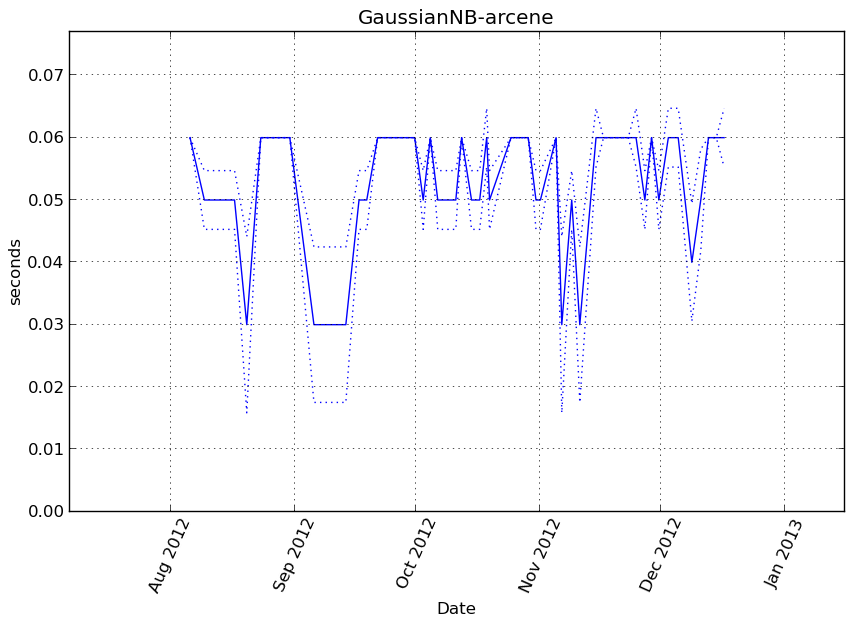 GaussianNB-arcene
0.07
0.06
0.05
0.04
0.03
0.02
0.01
0.00
seconds
Aug 2012
Sep 2012
Oct 2012
Nov 2012
Dec 2012
Jan 2013
Date